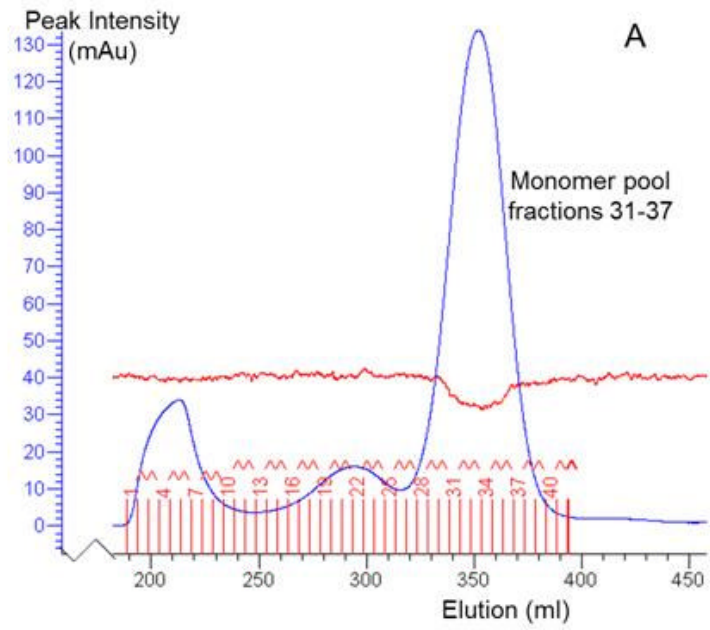 Peak Intensity
(mAu)
A
130
120
110
100
90
80
70
60
50
40
30
20
10
0
Monomer pool
fractions 31-37
1 4 7 10 13 16 19 22 25 28 31 34 37 40
200 250 300 350 400 450
Elution (ml)